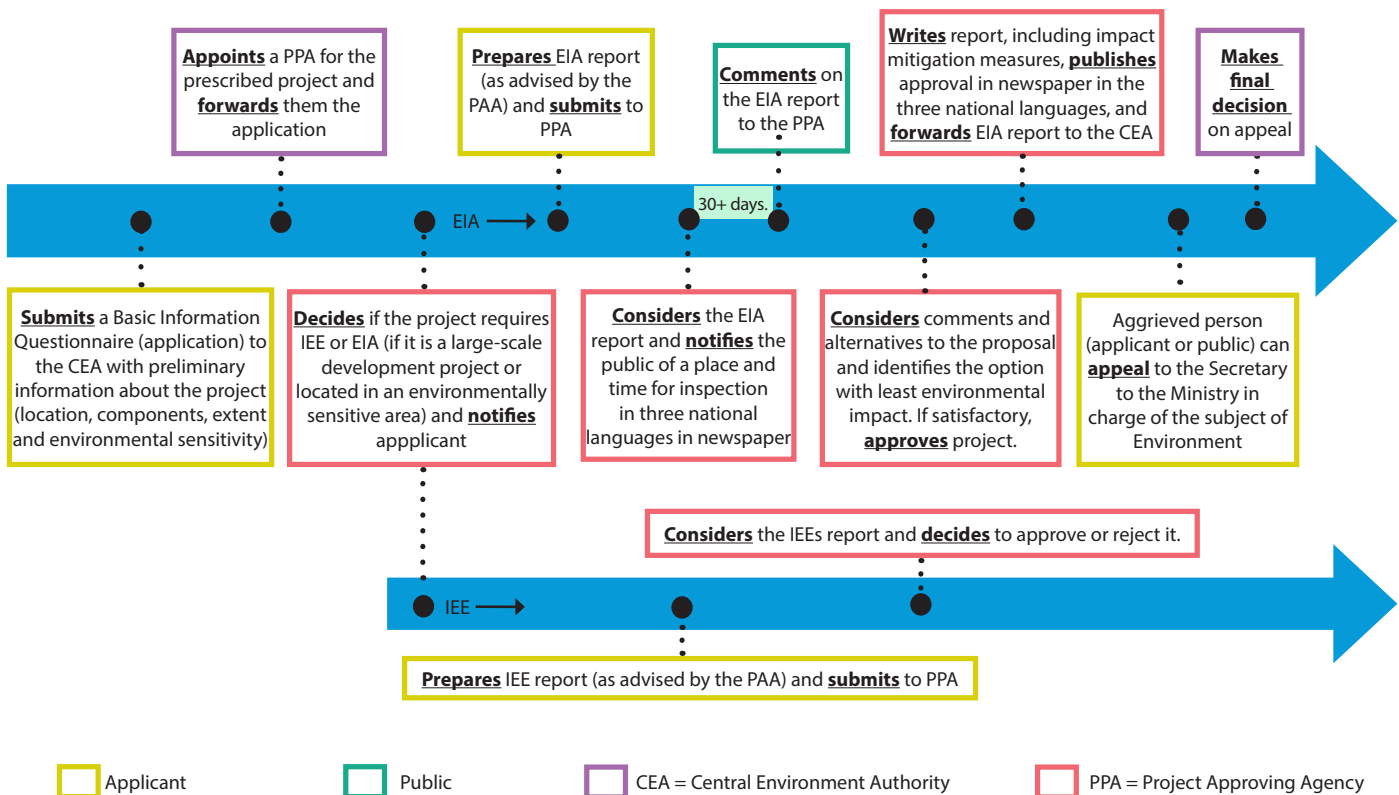 Appoints a PPA for the
prescribed project and
forwards them the
application
Prepares EIA report
(as advised by the
PAA) and submits to
PPA
Comments on
the EIA report
to the PPA
Writes report, including impact
mitigation measures, publishes
approval in newspaper in the
three national languages, and
forwards EIA report to the CEA
Makes
final
decision
on appeal
EIA
30+ days.
Submits a Basic Information
Questionnaire (application) to
the CEA with preliminary
information about the project
(location, components, extent
and environmental sensitivity)
Decides if the project requires
IEE or EIA (if it is a large-scale
development project or
located in an environmentally
sensitive area) and notifies
appplicant
Considers the EIA
report and notifies the
public of a place and
time for inspection
in three national
languages in newspaper
Considers comments and
alternatives to the proposal
and identifies the option
with least environmental
impact. If satisfactory,
approves project.
Aggrieved person
(applicant or public) can
appeal to the Secretary
to the Ministry in
charge of the subject of
Environment
Considers the IEEs report and decides to approve or reject it.
IEE
Prepares IEE report (as advised by the PAA) and submits to PPA
Applicant
Public
CEA = Central Environment Authority
PPA = Project Approving Agency